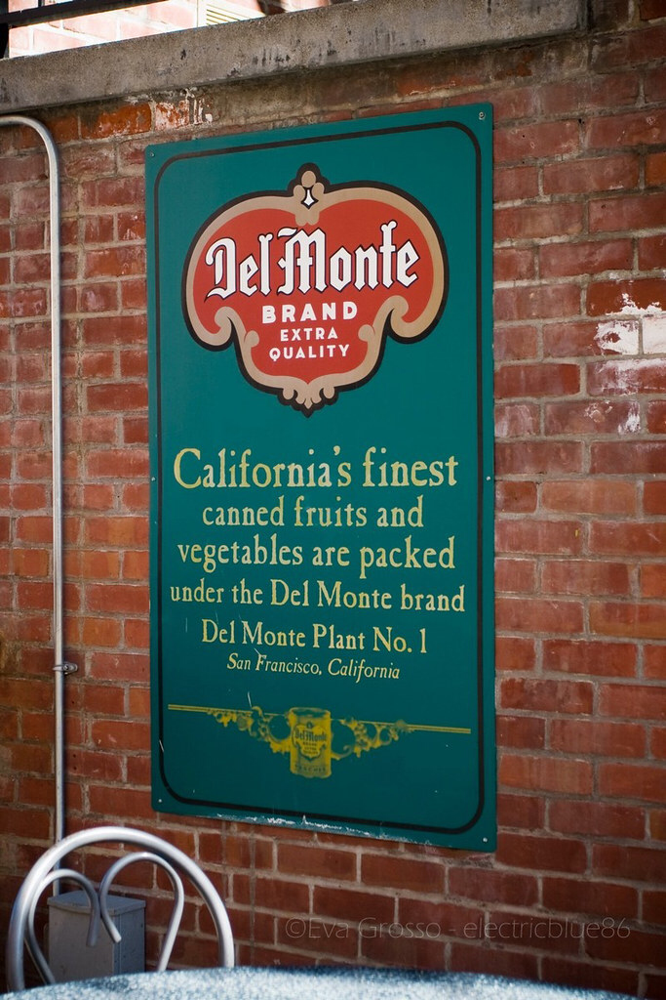 Del Monte
BRAND
EXTRA
QUALITY
California's finest
canned fruits and
vegetables are packed
under the Del Monte brand
Del Monte Plant No. 1
San Francisco, California
Del Monte
©Eva Grosso - electricblue86